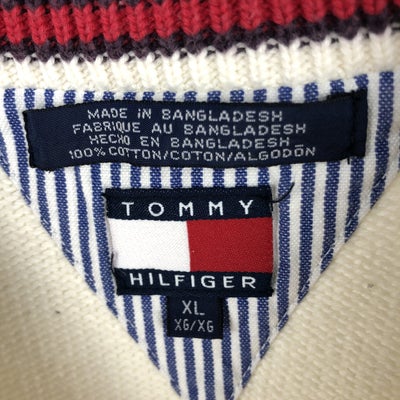 MADE IN BANGLADESH
FABRIQUE AU BANGLADESH
HECHO EN BANGLADESH
100% COTTON/COTON/ALGODÓN
TOMMY
HILFIGER
XL
XG/XG